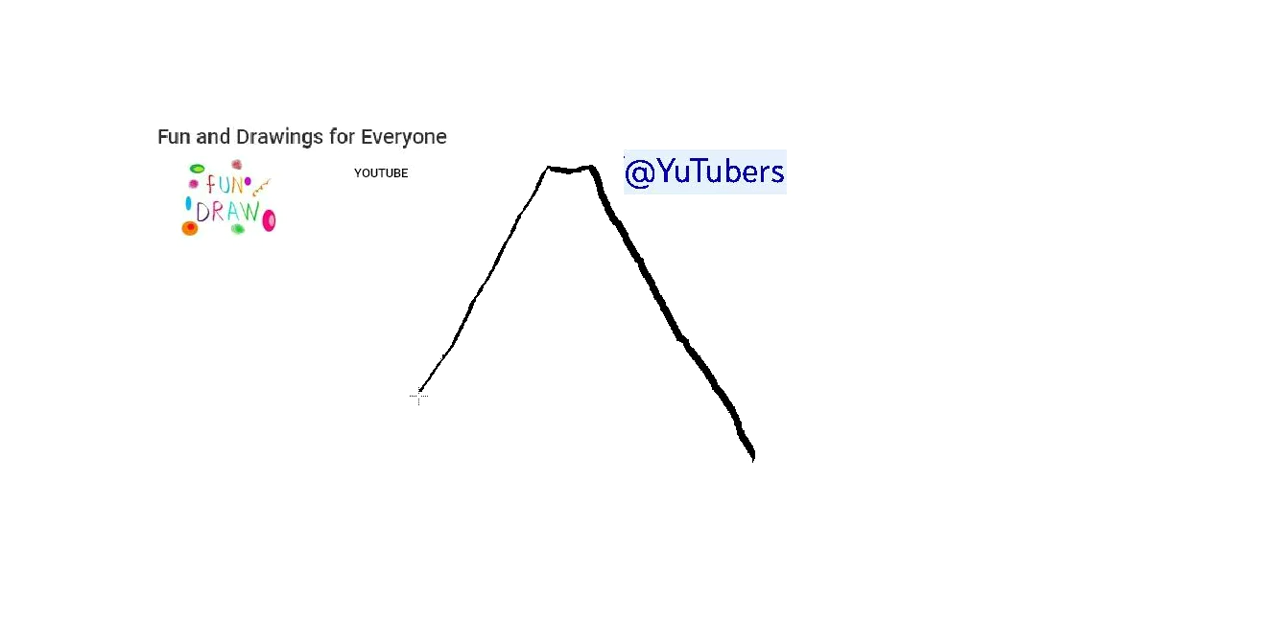 Fun and Drawings for Everyone
FUN
DRAW
YOUTUBE
@YuTubers